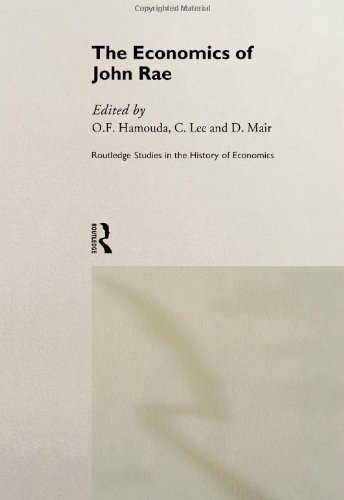 Copyrighted Material
The Economics of
John Rae
Edited by
O.F. Hamouda, C. Lee and D. Mair
Routledge Studies in the History of Economics
ROUTLEDGE